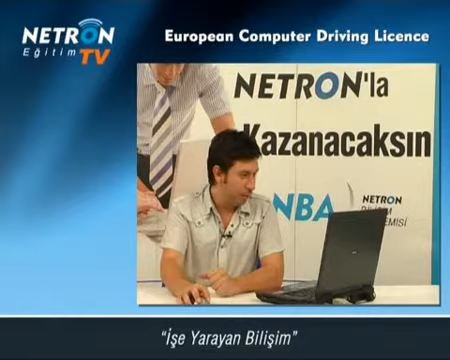 NETRON
Eğitim TV
European Computer Driving Licence
NETRON'la
Kazanacaksın
NBA
NETRON
"İşe Yarayan Bilişim"